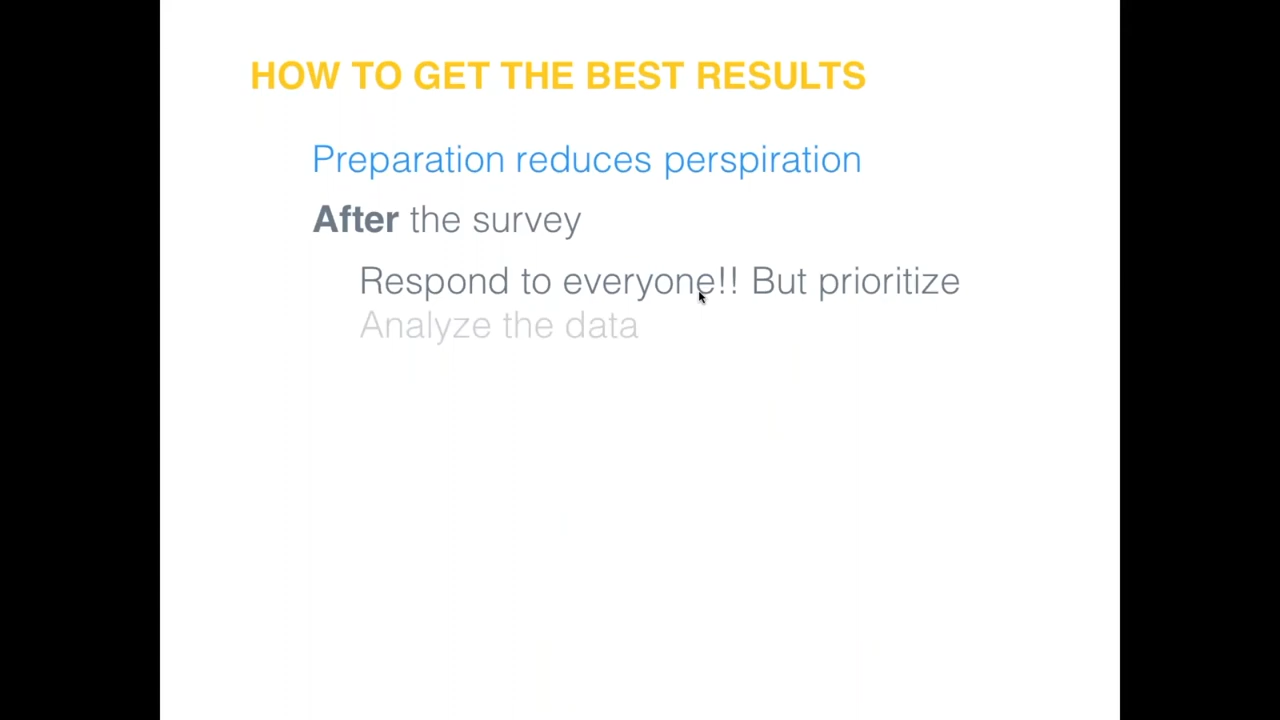 HOW TO GET THE BEST RESULTS
Preparation reduces perspiration
After the survey
Respond to everyone!! But prioritize
Analyze the data